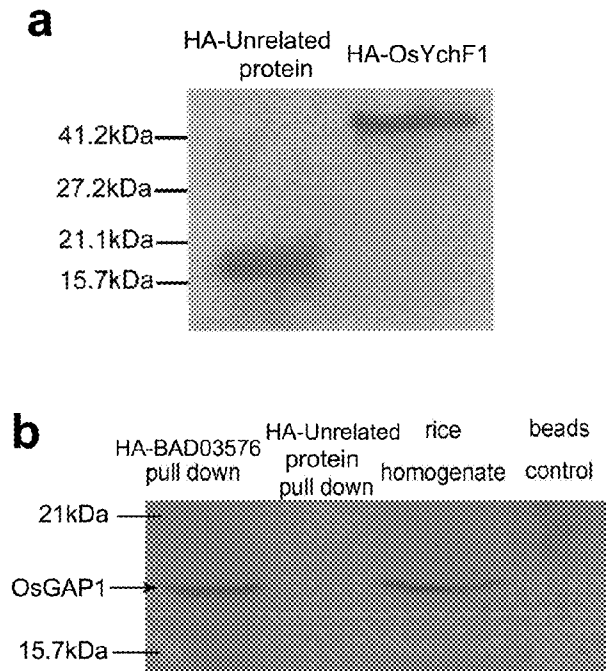 a
HA-Unrelated
protein
HA-OsYchF1
41.2kDa
27.2kDa
21.1kDa
15.7kDa
b
HA-BAD03576
pull down
HA-Unrelated
protein
pull down
rice
homogenate
beads
control
21kDa
OsGAP1
15.7kDa